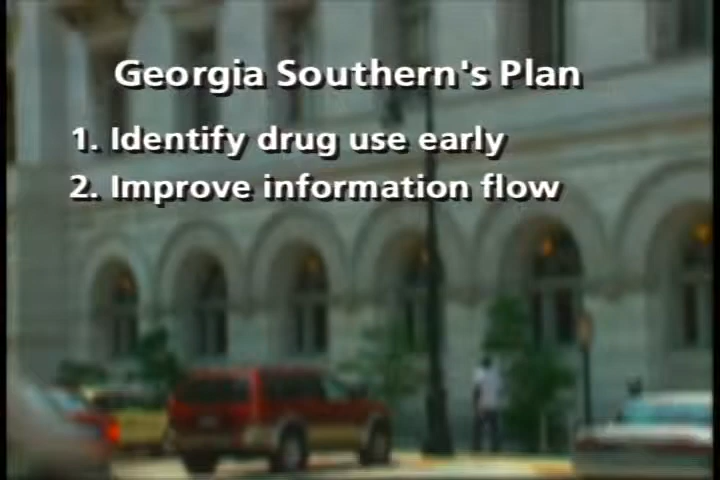 Georgia Southern's Plan
1. Identify drug use early
2. Improve information flow